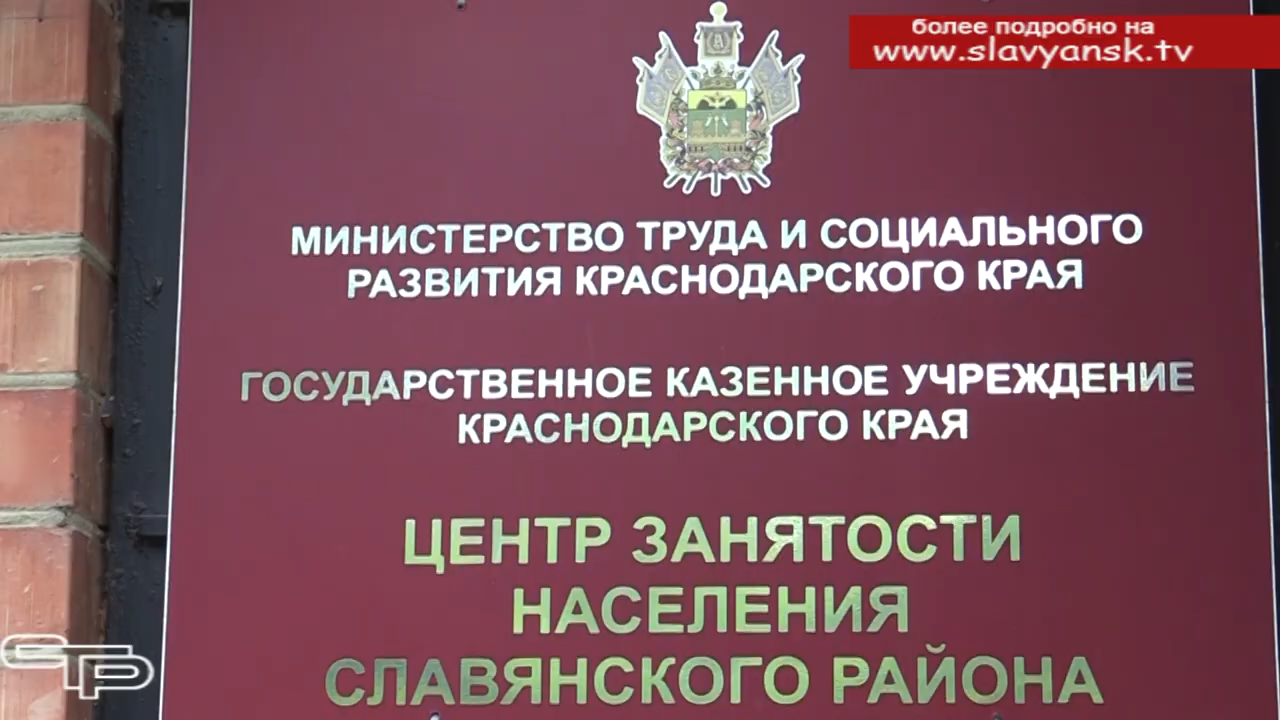 более подробно на
www.slavyansk.tv
МИНИСТЕРСТВО ТРУДА И СОЦИАЛЬНОГО
РАЗВИТИЯ КРАСНОДАРСКОГО КРАЯ
ГОСУДАРСТВЕННОЕ КАЗЕННОЕ УЧРЕЖДЕНИЕ
КРАСНОДАРСКОГО КРАЯ
ЦЕНТР ЗАНЯТОСТИ
НАСЕЛЕНИЯ
СЛАВЯНСКОГО РАЙОНА
СТР